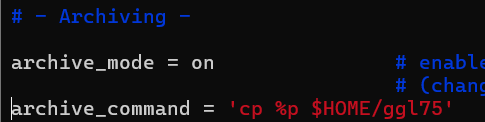 # - Archiving -
archive_mode = on # enable
# (chang
archive_command = 'cp %p $HOME/ggl75'